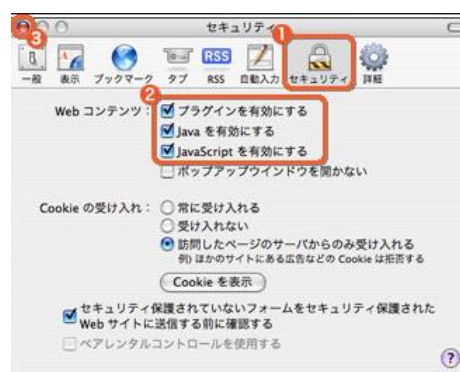 セキュリティ
1
3
RSS
一般 表示 ブックマーク タブ RSS 自動入力 セキュリティ 詳細
2
Web コンテンツ： プラグインを有効にする
Java を有効にする
JavaScript を有効にする
ポップアップウインドウを開かない
Cookie の受け入れ： 常に受け入れる
受け入れない
訪問したページのサーバからのみ受け入れる
例) ほかのサイトにある広告などの Cookie は拒否する
Cookie を表示
セキュリティ保護されていないフォームをセキュリティ保護された
Web サイトに送信する前に確認する
ペアレンタルコントロールを使用する
?